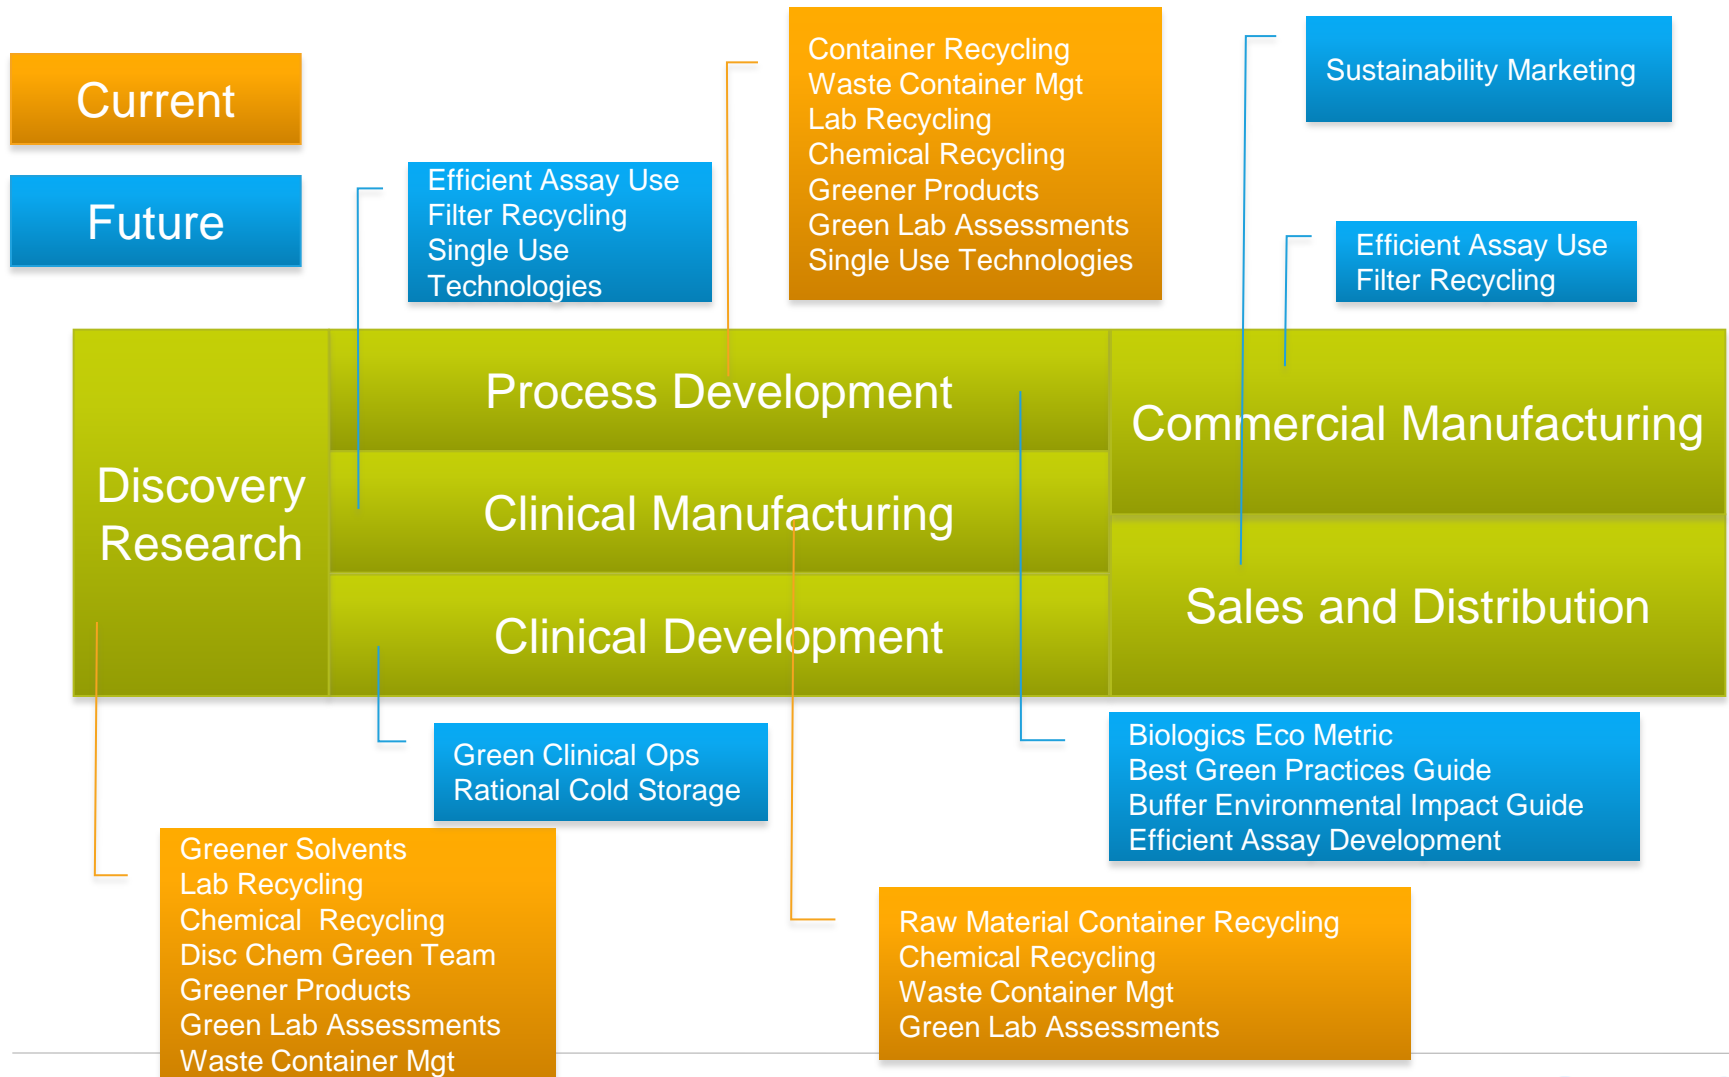 Current
Future
Efficient Assay Use
Filter Recycling
Single Use
Technologies
Container Recycling
Waste Container Mgt
Lab Recycling
Chemical Recycling
Greener Products
Green Lab Assessments
Single Use Technologies
Sustainability Marketing
Efficient Assay Use
Filter Recycling
Discovery
Research
Process Development
Clinical Manufacturing
Clinical Development
Commercial Manufacturing
Sales and Distribution
Green Clinical Ops
Rational Cold Storage
Biologics Eco Metric
Best Green Practices Guide
Buffer Environmental Impact Guide
Efficient Assay Development
Greener Solvents
Lab Recycling
Chemical  Recycling
Disc Chem Green Team
Greener Products
Green Lab Assessments
Waste Container Mgt
Raw Material Container Recycling
Chemical Recycling
Waste Container Mgt
Green Lab Assessments